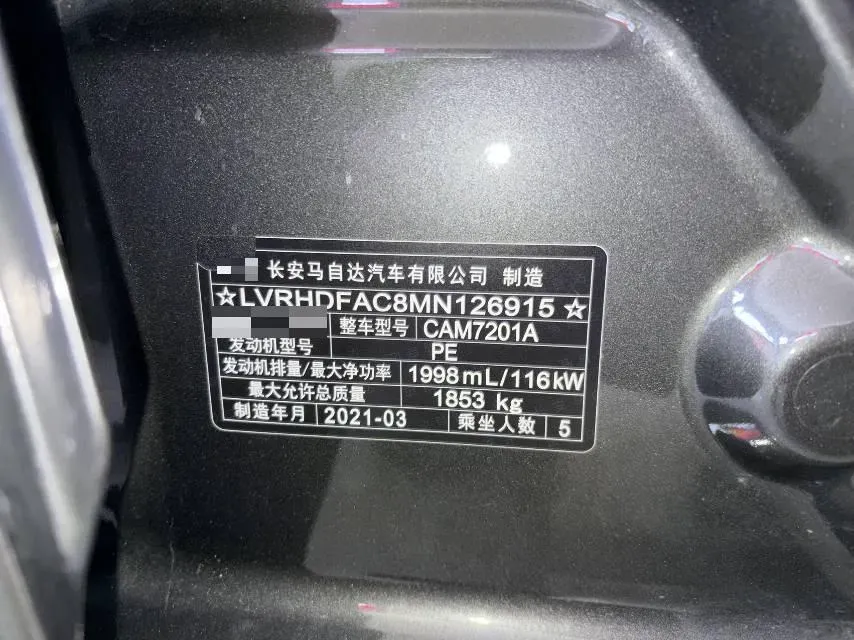 长安马自达汽车有限公司 制造
☆LVRHDFAC8MN126915☆
整车型号 CAM7201A
发动机型号 PE
发动机排量/最大净功率 1998mL/116kW
最大允许总质量 1853 kg
制造年月 2021-03 乘坐人数 5